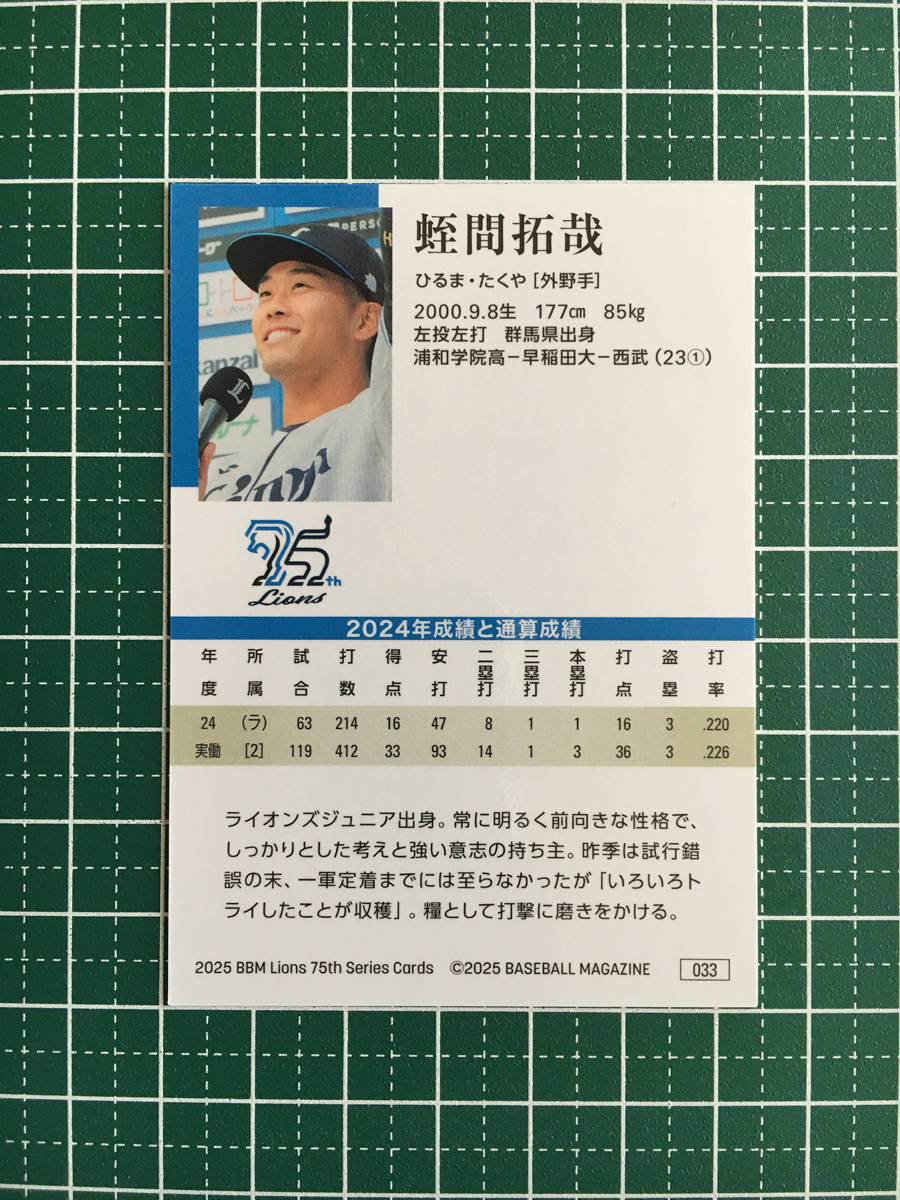 蛭間拓哉
ひるま・たくや [外野手]
2000.9.8生　177㎝　85㎏
左投左打　群馬県出身
浦和学院高－早稲田大－西武（23①）
PERSO
kanzai
L
Lions
75th
Lions
2024年成績と通算成績
年度 所属 試合 打数 得点 安打 二塁打 三塁打 本塁打 打点 盗塁 打率
24 （ラ） 63 214 16 47 8 1 1 16 3 .220
実働 [2] 119 412 33 93 14 1 3 36 3 .226
ライオンズジュニア出身。常に明るく前向きな性格で、
しっかりとした考えと強い意志の持ち主。昨季は試行錯
誤の末、一軍定着までには至らなかったが「いろいろト
ライしたことが収穫」。糧として打撃に磨きをかける。
2025 BBM Lions 75th Series Cards　©2025 BASEBALL MAGAZINE　033